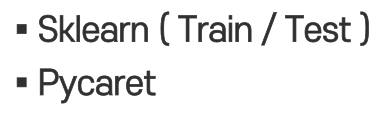 ▪ Sklearn ( Train / Test )
▪ Pycaret